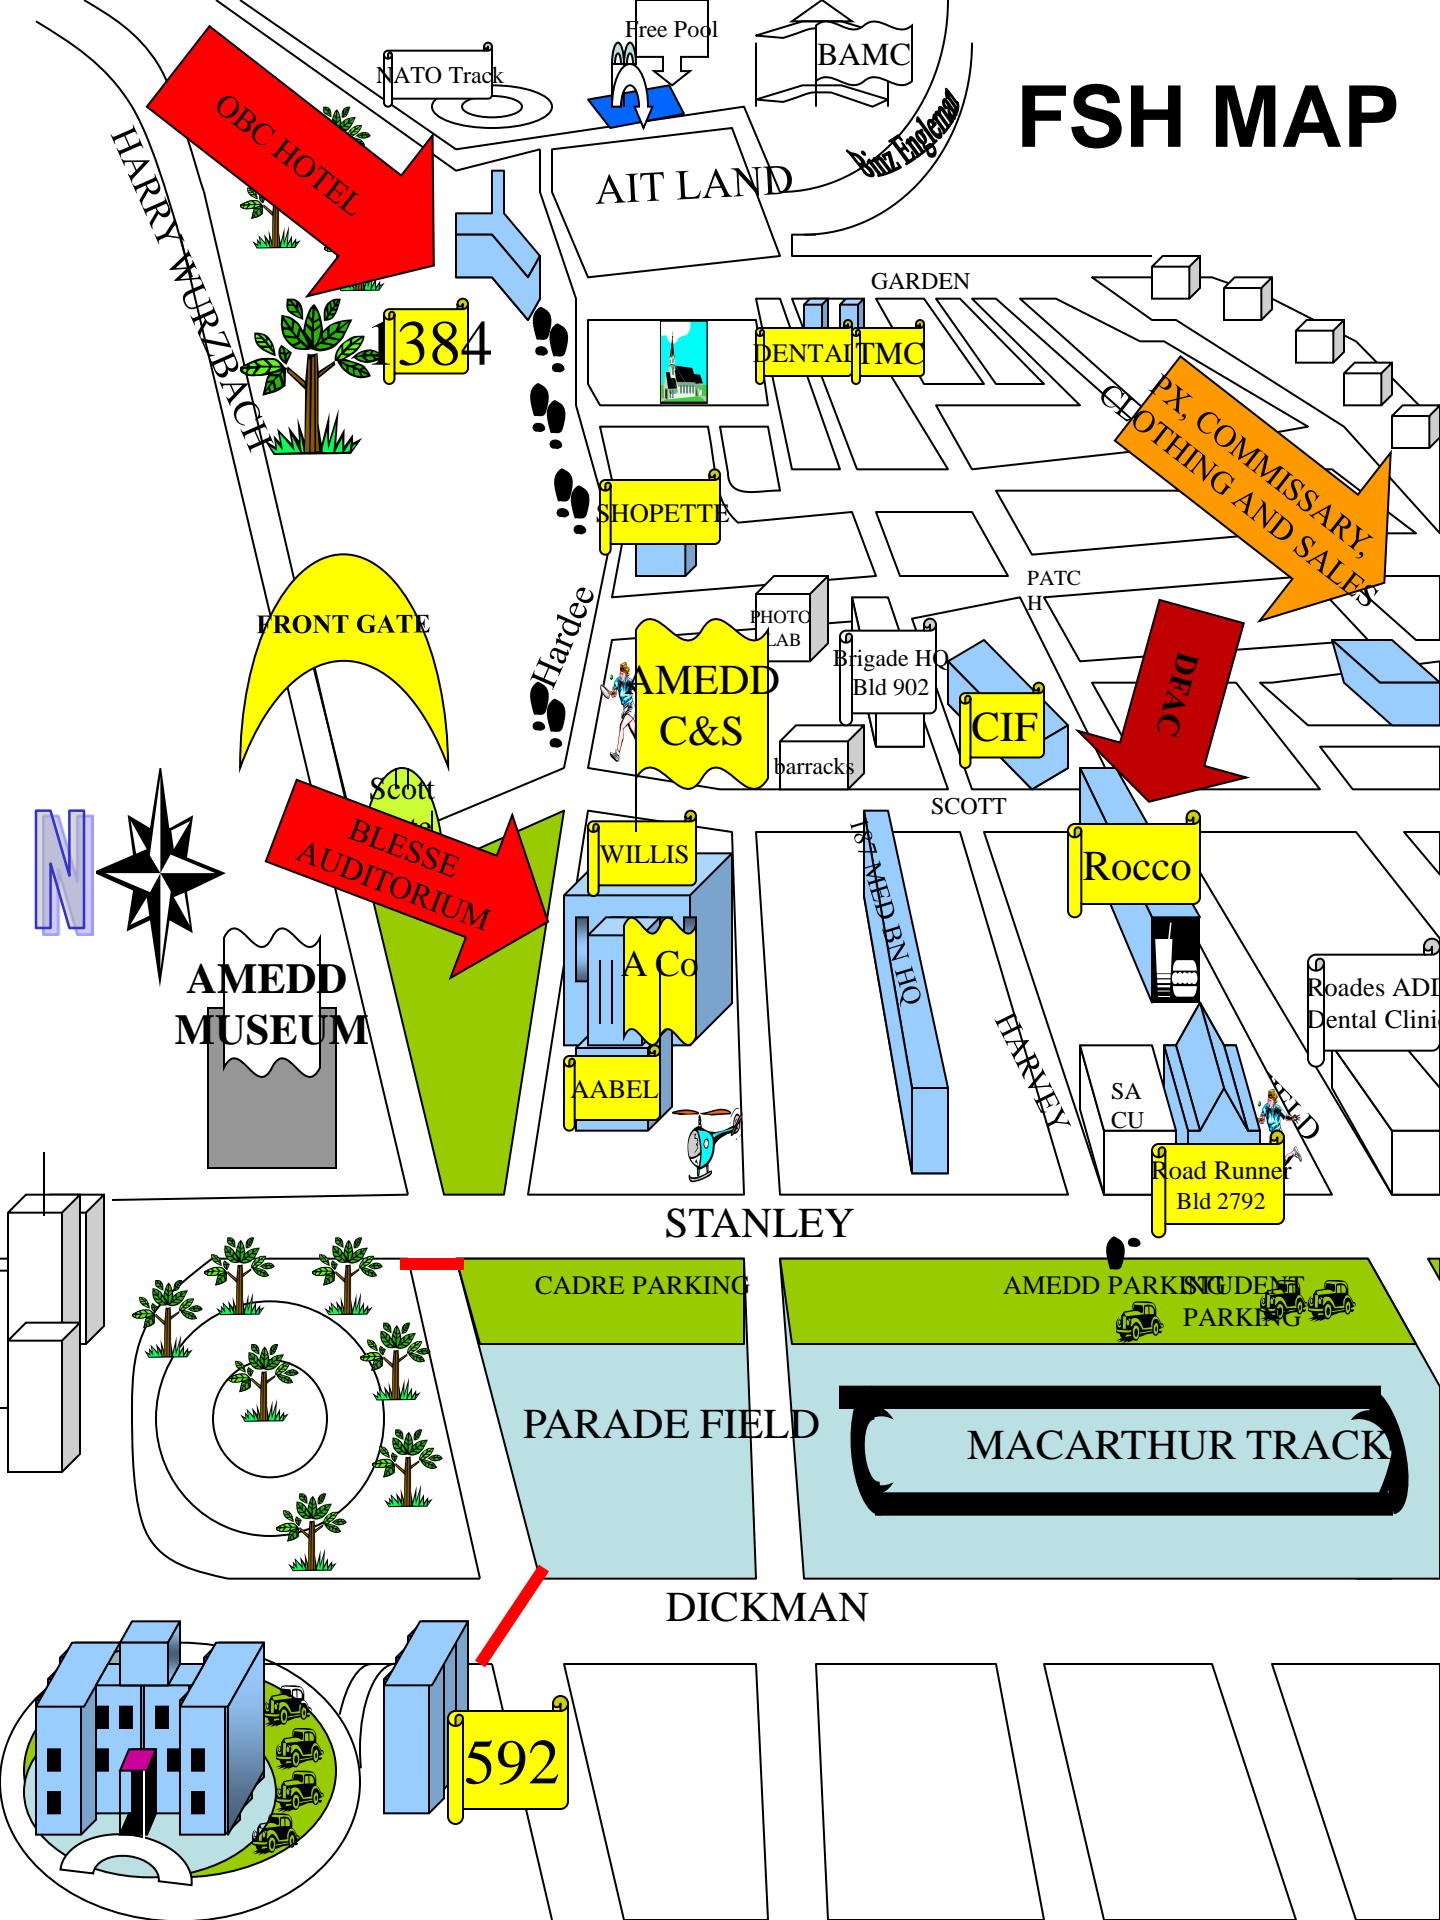 Free Pool
NATO Track
BAMC
FSH MAP
OBC HOTEL
Binz Engleman
HARRY WURZBACH
AIT LAND
GARDEN
1384
DENTAL
TMC
PX, COMMISSARY,
CLOTHING AND SALES
SHOPETTE
PATC
H
FRONT GATE
Hardee
PHOTO
LAB
Brigade HQ
Bld 902
AMEDD
C&S
DFAC
CIF
barracks
Scott
SCOTT
N
BLESSE
AUDITORIUM
WILLIS
187 MED BN HQ
Rocco
AMEDD
MUSEUM
A Co
Roades ADD
Dental Clinic
HARVEY
AABEL
SA
CU
Road Runner
Bld 2792
STANLEY
CADRE PARKING
AMEDD PARKING
STUDENT
PARKING
PARADE FIELD
MACARTHUR TRACK
DICKMAN
592